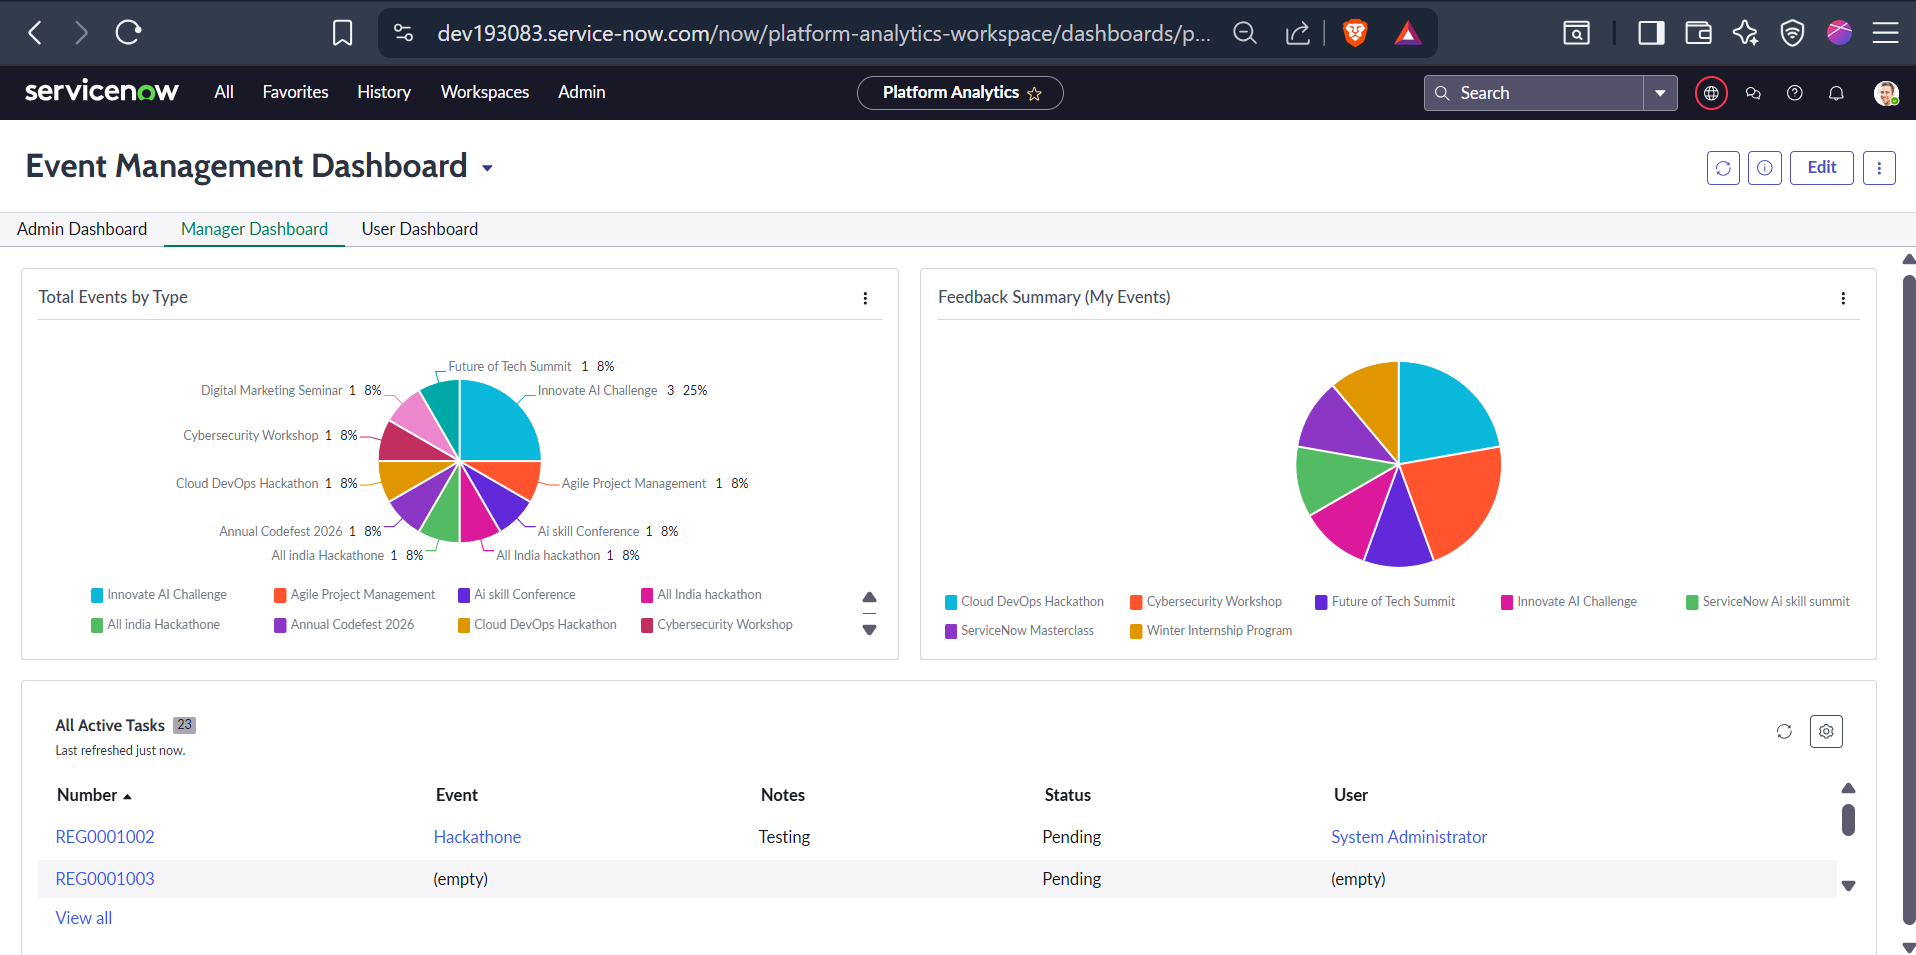 dev193083.service-now.com/now/platform-analytics-workspace/dashboards/p...
servicenow All Favorites History Workspaces Admin Platform Analytics Search
Event Management Dashboard
Edit
Admin Dashboard Manager Dashboard User Dashboard
Total Events by Type
Future of Tech Summit 1 8%
Digital Marketing Seminar 1 8%
Innovate AI Challenge 3 25%
Cybersecurity Workshop 1 8%
Cloud DevOps Hackathon 1 8%
Agile Project Management 1 8%
Annual Codefest 2026 1 8%
Ai skill Conference 1 8%
All india Hackathone 1 8%
All India hackathon 1 8%
Innovate AI Challenge Agile Project Management Ai skill Conference All India hackathon
All india Hackathone Annual Codefest 2026 Cloud DevOps Hackathon Cybersecurity Workshop
Feedback Summary (My Events)
Cloud DevOps Hackathon Cybersecurity Workshop Future of Tech Summit Innovate AI Challenge ServiceNow Ai skill summit
ServiceNow Masterclass Winter Internship Program
All Active Tasks 23
Last refreshed just now.
Number Event Notes Status User
REG0001002 Hackathone Testing Pending System Administrator
REG0001003 (empty) Pending (empty)
View all